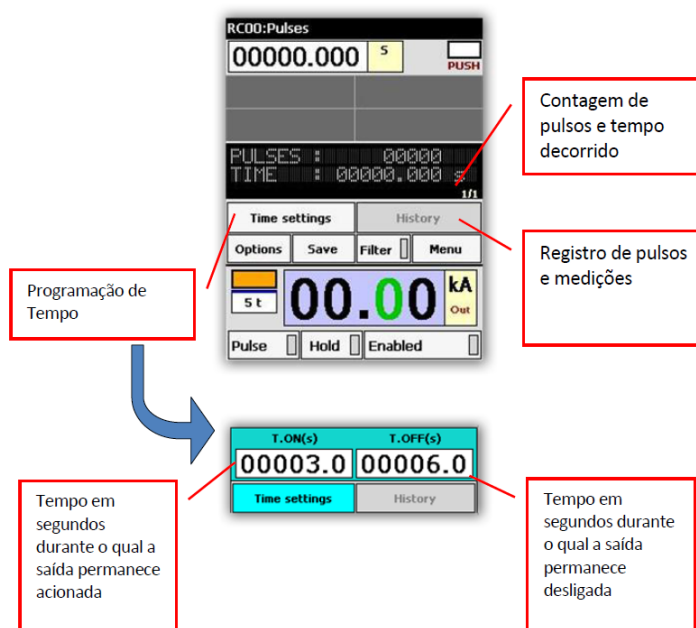 RC00:Pulses
00000.000 s
PUSH
Contagem de
pulsos e tempo
decorrido
PULSES : 00000
TIME : 00000.000 s
1/1
Time settings History
Options Save Filter Menu
Registro de pulsos
e medições
Programação de
Tempo
5 t 00.00 kA
Out
Pulse Hold Enabled
T.ON(s) T.OFF(s)
00003.0 00006.0
Time settings History
Tempo em
segundos
durante o qual a
saída permanece
acionada
Tempo em
segundos durante
o qual a saída
permanece
desligada